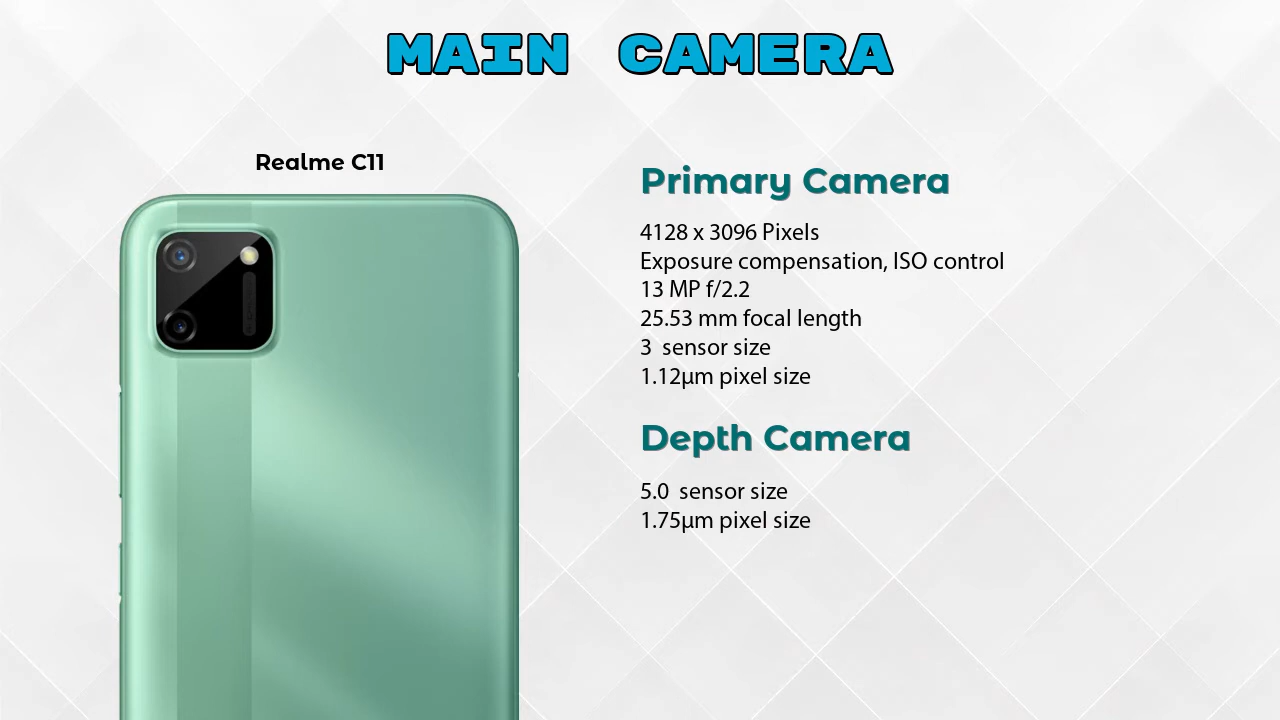 MAIN CAMERA
Realme C11
Primary Camera
4128 x 3096 Pixels
Exposure compensation, ISO control
13 MP f/2.2
25.53 mm focal length
3  sensor size
1.12µm pixel size
Depth Camera
5.0  sensor size
1.75µm pixel size